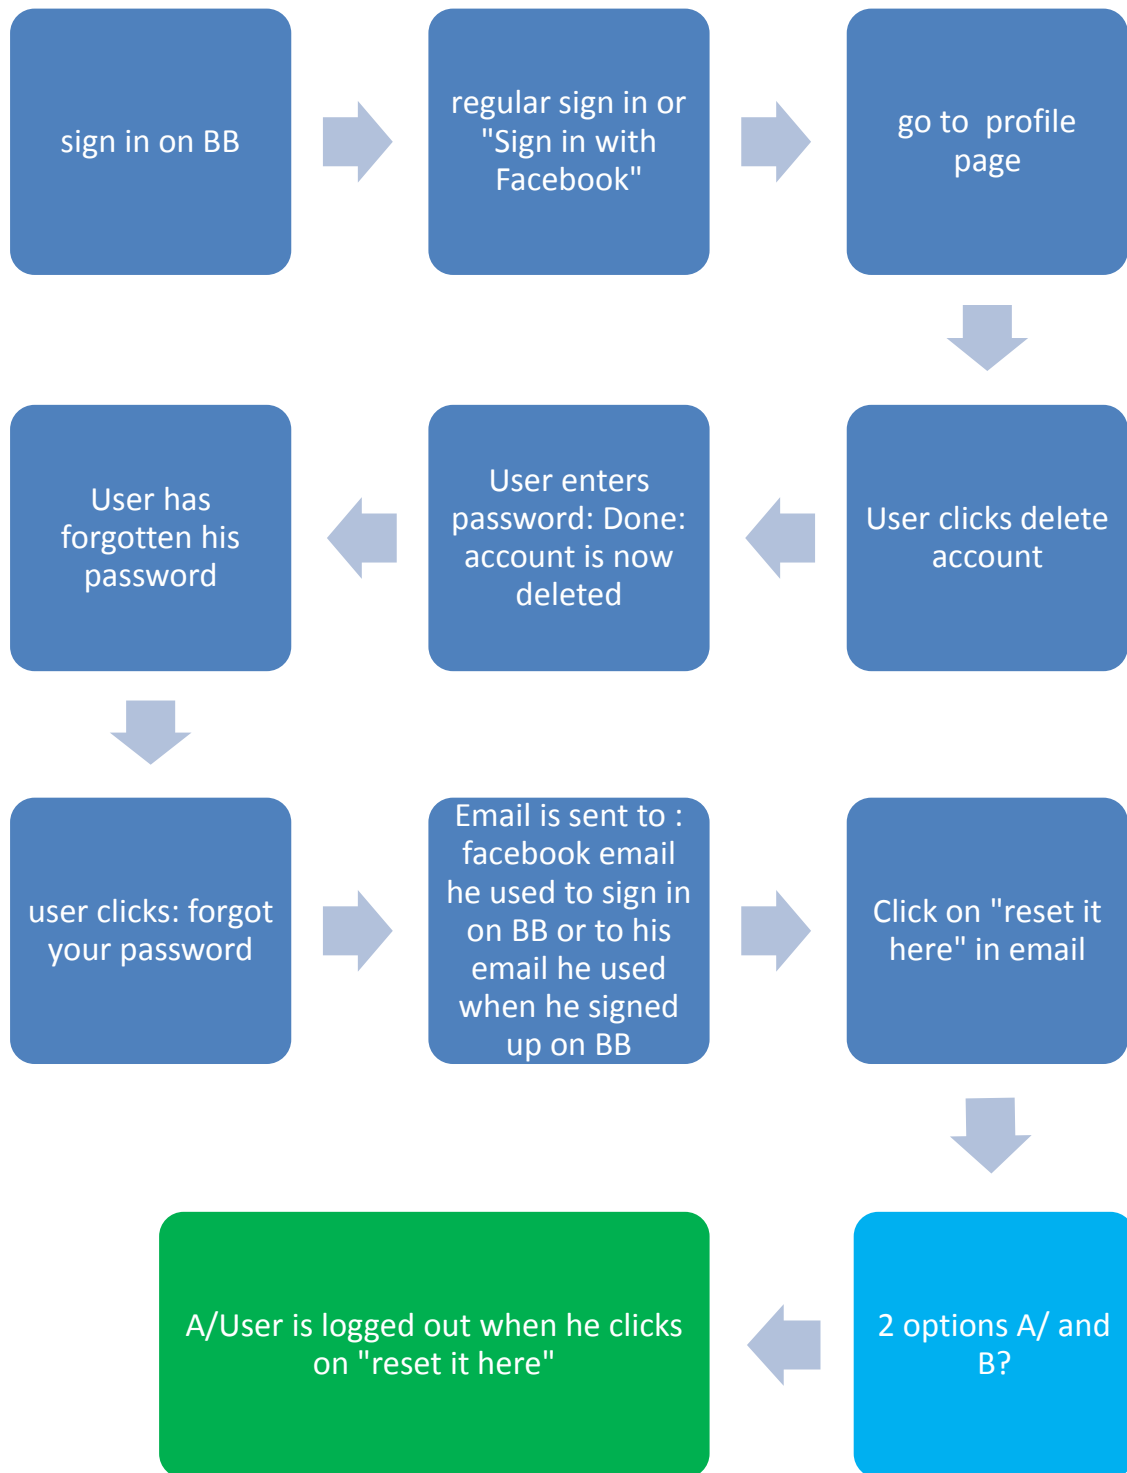 sign in on BB
regular sign in or
"Sign in with
Facebook"
go to  profile
page
User clicks delete
account
User enters
password: Done:
account is now
deleted
User has
forgotten his
password
user clicks: forgot
your password
Email is sent to :
facebook email
he used to sign in
on BB or to his
email he used
when he signed
up on BB
Click on "reset it
here" in email
2 options A/ and
B?
A/User is logged out when he clicks
on "reset it here"